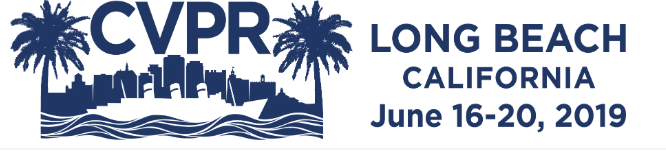 CVPR
LONG BEACH
CALIFORNIA
June 16-20, 2019